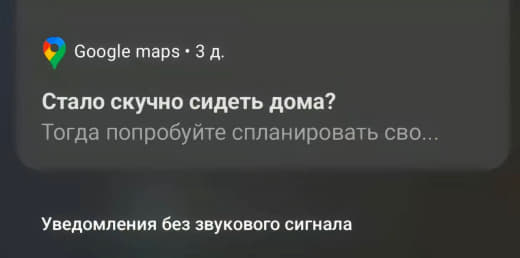 Google maps • 3 д.
Стало скучно сидеть дома?
Тогда попробуйте спланировать сво...
Уведомления без звукового сигнала